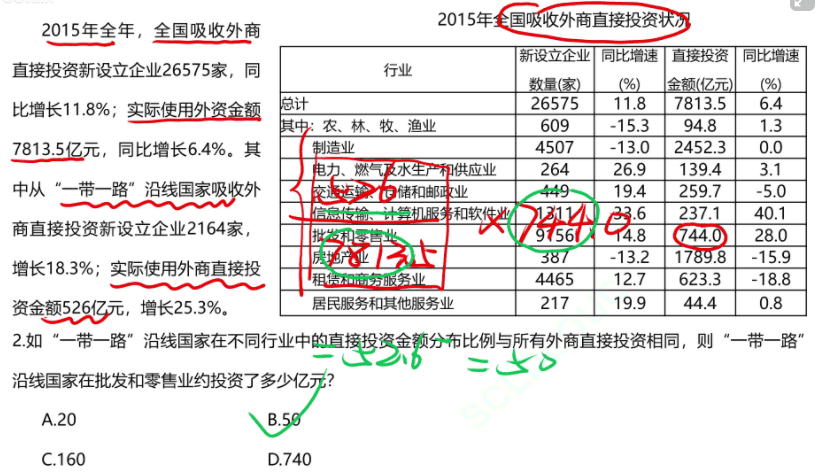 2015年全年，全国吸收外商
直接投资新设立企业26575家，同
比增长11.8%；实际使用外资金额
7813.5亿元，同比增长6.4%。其
中从“一带一路”沿线国家吸收外
商直接投资新设立企业2164家，
增长18.3%；实际使用外商直接投
资金额526亿元，增长25.3%。
2015年全国吸收外商直接投资状况
行业 新设立企业数量(家) 同比增速(%) 直接投资金额(亿元) 同比增速(%)
总计 26575 11.8 7813.5 6.4
其中：农、林、牧、渔业 609 -15.3 94.8 1.3
制造业 4507 -13.0 2452.3 0.0
电力、燃气及水生产和供应业 264 26.9 139.4 3.1
交通运输、仓储和邮政业 449 19.4 259.7 -5.0
信息传输、计算机服务和软件业 1311 33.6 237.1 40.1
批发和零售业 9156 14.8 744.0 28.0
房地产业 387 -13.2 1789.8 -15.9
租赁和商务服务业 4465 12.7 623.3 -18.8
居民服务和其他服务业 217 19.9 44.4 0.8
526
7813.5
×744.0
2.如“一带一路”沿线国家在不同行业中的直接投资金额分布比例与所有外商直接投资相同，则“一带一路”
=52.6 =50
沿线国家在批发和零售业约投资了多少亿元？
A.20 B.50
C.160 D.740